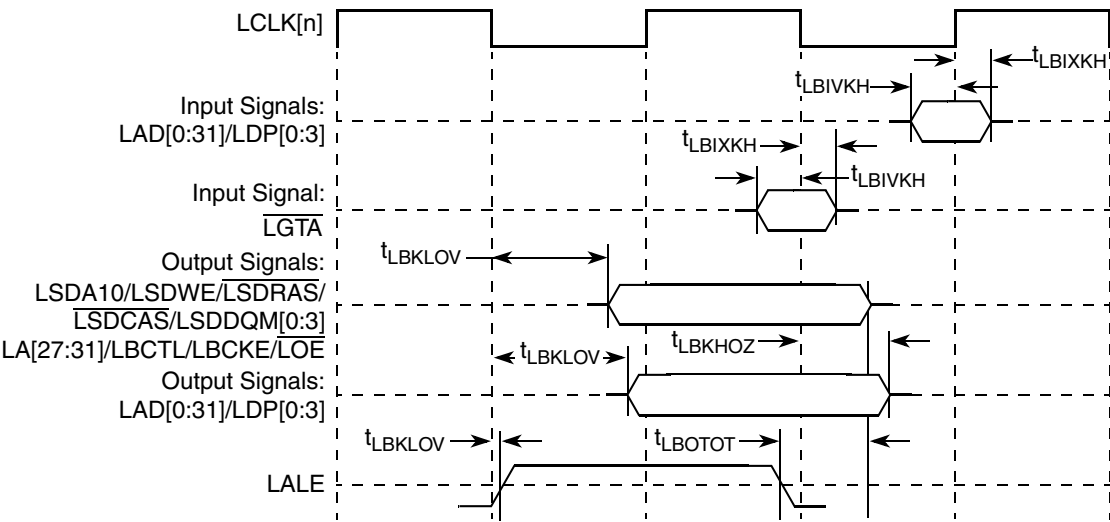 LCLK[n]
tLBIXKH
tLBIVKH
Input Signals:
LAD[0:31]/LDP[0:3]
tLBIXKH
tLBIVKH
Input Signal:
LGTA
tLBKLOV
Output Signals:
LSDA10/LSDWE/LSDRAS/
LSDCAS/LSDDQM[0:3]
LA[27:31]/LBCTL/LBCKE/LOE
tLBKHOZ
tLBKLOV
Output Signals:
LAD[0:31]/LDP[0:3]
tLBKLOV
tLBOTOT
LALE